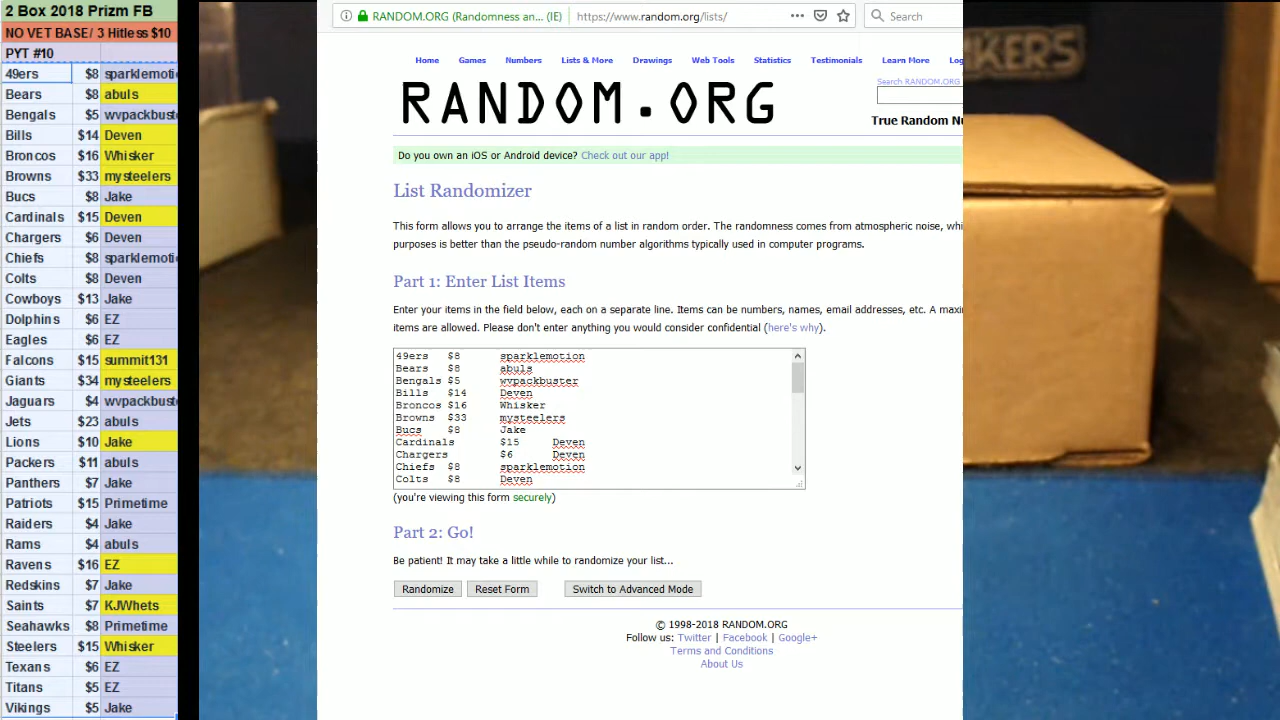 2 Box 2018 Prizm FB
NO VET BASE/ 3 Hitless $10
PYT #10
49ers $8 sparklemoti
Bears $8 abuls
Bengals $5 wvpackbust
Bills $14 Deven
Broncos $16 Whisker
Browns $33 mysteelers
Bucs $8 Jake
Cardinals $15 Deven
Chargers $6 Deven
Chiefs $8 sparklemoti
Colts $8 Deven
Cowboys $13 Jake
Dolphins $6 EZ
Eagles $6 EZ
Falcons $15 summit131
Giants $34 mysteelers
Jaguars $4 wvpackbust
Jets $23 abuls
Lions $10 Jake
Packers $11 abuls
Panthers $7 Jake
Patriots $15 Primetime
Raiders $4 Jake
Rams $4 abuls
Ravens $16 EZ
Redskins $7 Jake
Saints $7 KJWhets
Seahawks $8 Primetime
Steelers $15 Whisker
Texans $6 EZ
Titans $5 EZ
Vikings $5 Jake
RANDOM.ORG (Randomness an... (IE) https://www.random.org/lists/ Search
Home Games Numbers Lists & More Drawings Web Tools Statistics Testimonials Learn More Log
Search RANDOM.ORG
RANDOM.ORG
True Random Nu
Do you own an iOS or Android device? Check out our app!
List Randomizer
This form allows you to arrange the items of a list in random order. The randomness comes from atmospheric noise, whi
purposes is better than the pseudo-random number algorithms typically used in computer programs.
Part 1: Enter List Items
Enter your items in the field below, each on a separate line. Items can be numbers, names, email addresses, etc. A maxi
items are allowed. Please don't enter anything you would consider confidential (here's why).
49ers $8 sparklemotion
Bears $8 abuls
Bengals $5 wvpackbuster
Bills $14 Deven
Broncos $16 Whisker
Browns $33 mysteelers
Bucs $8 Jake
Cardinals $15 Deven
Chargers $6 Deven
Chiefs $8 sparklemotion
Colts $8 Deven
(you're viewing this form securely)
Part 2: Go!
Be patient! It may take a little while to randomize your list...
Randomize Reset Form Switch to Advanced Mode
© 1998-2018 RANDOM.ORG
Follow us: Twitter | Facebook | Google+
Terms and Conditions
About Us